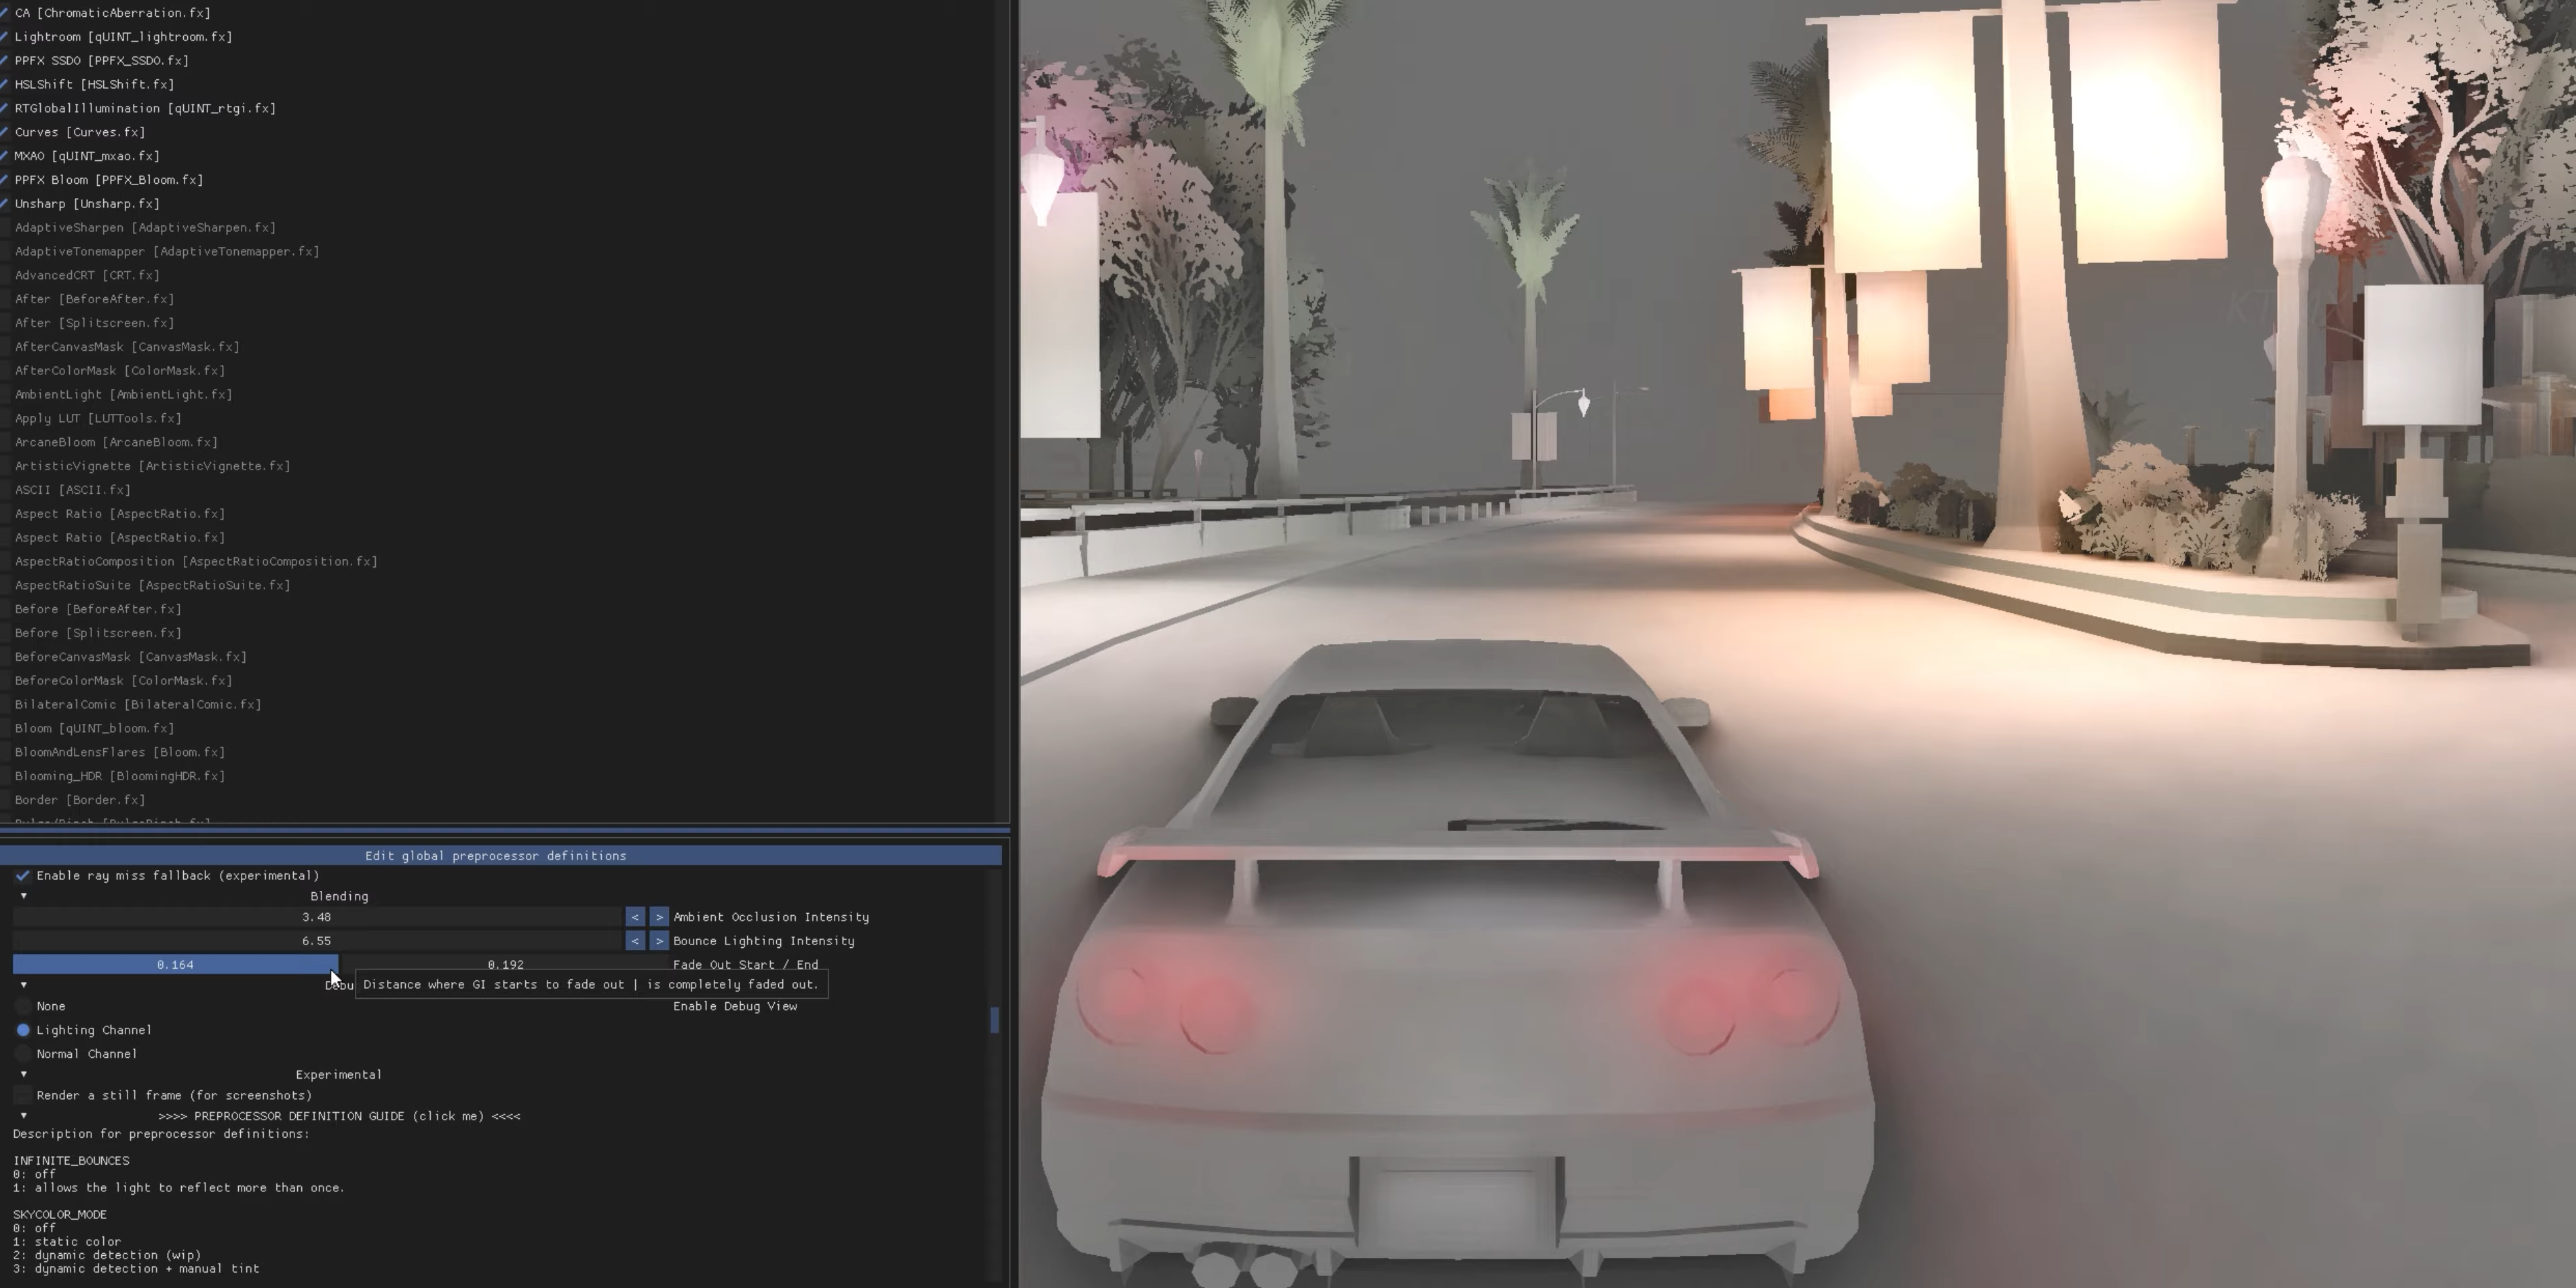 CA [ChromaticAberration.fx]
Lightroom [qUINT_lightroom.fx]
PPFX SSDO [PPFX_SSDO.fx]
HSLShift [HSLShift.fx]
RTGlobalIllumination [qUINT_rtgi.fx]
Curves [Curves.fx]
MXAO [qUINT_mxao.fx]
PPFX Bloom [PPFX_Bloom.fx]
Unsharp [Unsharp.fx]
AdaptiveSharpen [AdaptiveSharpen.fx]
AdaptiveTonemapper [AdaptiveTonemapper.fx]
AdvancedCRT [CRT.fx]
After [BeforeAfter.fx]
After [Splitscreen.fx]
AfterCanvasMask [CanvasMask.fx]
AfterColorMask [ColorMask.fx]
AmbientLight [AmbientLight.fx]
Apply LUT [LUTTools.fx]
ArcaneBloom [ArcaneBloom.fx]
ArtisticVignette [ArtisticVignette.fx]
ASCII [ASCII.fx]
Aspect Ratio [AspectRatio.fx]
Aspect Ratio [AspectRatio.fx]
AspectRatioComposition [AspectRatioComposition.fx]
AspectRatioSuite [AspectRatioSuite.fx]
Before [BeforeAfter.fx]
Before [Splitscreen.fx]
BeforeCanvasMask [CanvasMask.fx]
BeforeColorMask [ColorMask.fx]
BilateralComic [BilateralComic.fx]
Bloom [qUINT_bloom.fx]
BloomAndLensFlares [Bloom.fx]
Blooming_HDR [BloomingHDR.fx]
Border [Border.fx]
Edit global preprocessor definitions
Enable ray miss fallback (experimental)
Blending
3.48 < > Ambient Occlusion Intensity
6.55 < > Bounce Lighting Intensity
0.164 0.192 Fade Out Start / End
Distance where GI starts to fade out | is completely faded out.
None Enable Debug View
Lighting Channel
Normal Channel
Experimental
Render a still frame (for screenshots)
>>>> PREPROCESSOR DEFINITION GUIDE (click me) <<<<
Description for preprocessor definitions:
INFINITE_BOUNCES
0: off
1: allows the light to reflect more than once.
SKYCOLOR_MODE
0: off
1: static color
2: dynamic detection (wip)
3: dynamic detection + manual tint